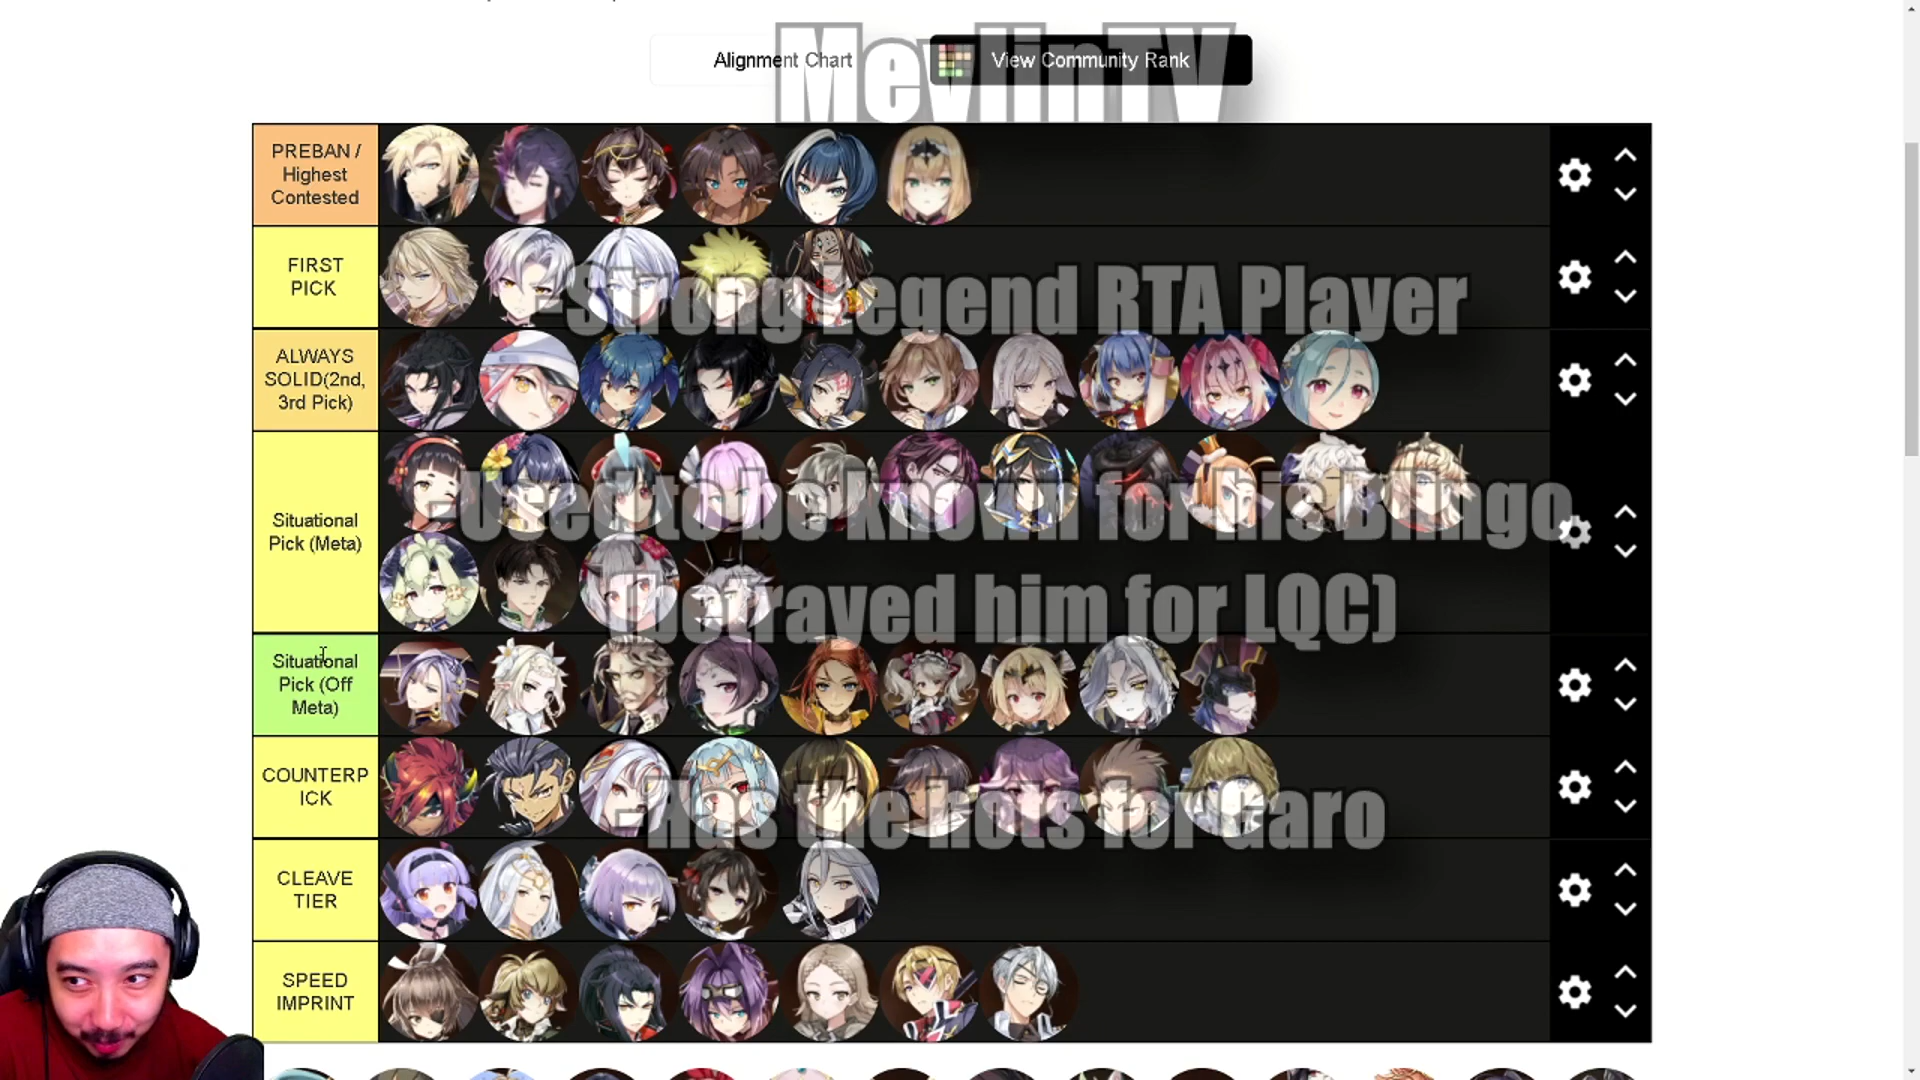 Alignment Chart
View Community Rank
MevlinTV
PREBAN /
Highest
Contested
FIRST
PICK
-Strong Legend RTA Player
ALWAYS
SOLID(2nd,
3rd Pick)
Situational
Pick (Meta)
-Used to be known for his Blingo
(betrayed him for LQC)
Situational
Pick (Off
Meta)
COUNTERP
ICK
-Has the hots for Garo
CLEAVE
TIER
SPEED
IMPRINT